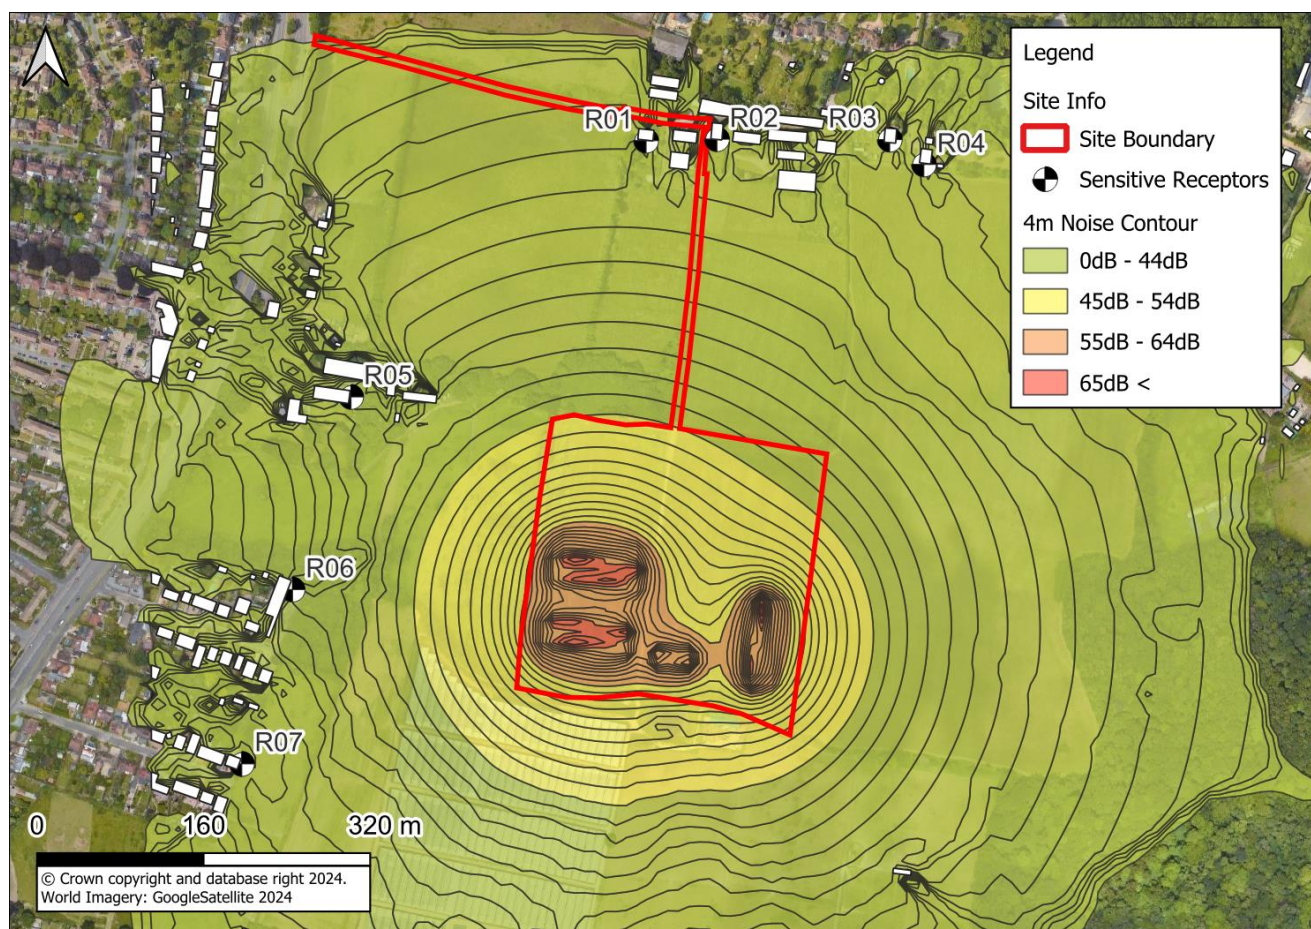 Legend
Site Info
Site Boundary
Sensitive Receptors
4m Noise Contour
0dB - 44dB
45dB - 54dB
55dB - 64dB
65dB <
R01
R02
R03
R04
R05
R06
R07
0 160 320 m
© Crown copyright and database right 2024.
World Imagery: GoogleSatellite 2024